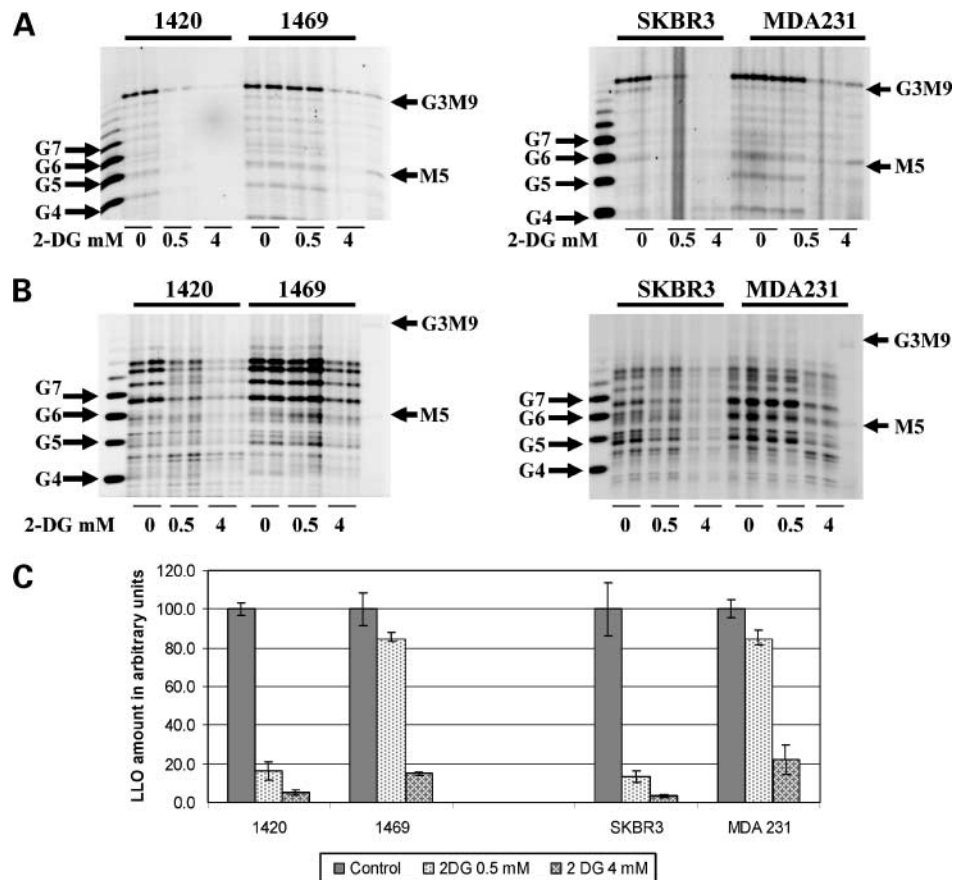 A
1420 1469
SKBR3 MDA231
G3M9
G7
G6
G5
G4
M5
2-DG mM 0 0.5 4 0 0.5 4
G3M9
G7
G6
G5
G4
M5
2-DG mM 0 0.5 4 0 0.5 4
B
1420 1469
SKBR3 MDA231
G3M9
G7
G6
G5
G4
M5
2-DG mM 0 0.5 4 0 0.5 4
G3M9
G7
G6
G5
G4
M5
2-DG mM 0 0.5 4 0 0.5 4
C
LLO amount in arbitrary units
120.0
100.0
80.0
60.0
40.0
20.0
0.0
1420 1469 SKBR3 MDA 231
Control 2DG 0.5 mM 2 DG 4 mM